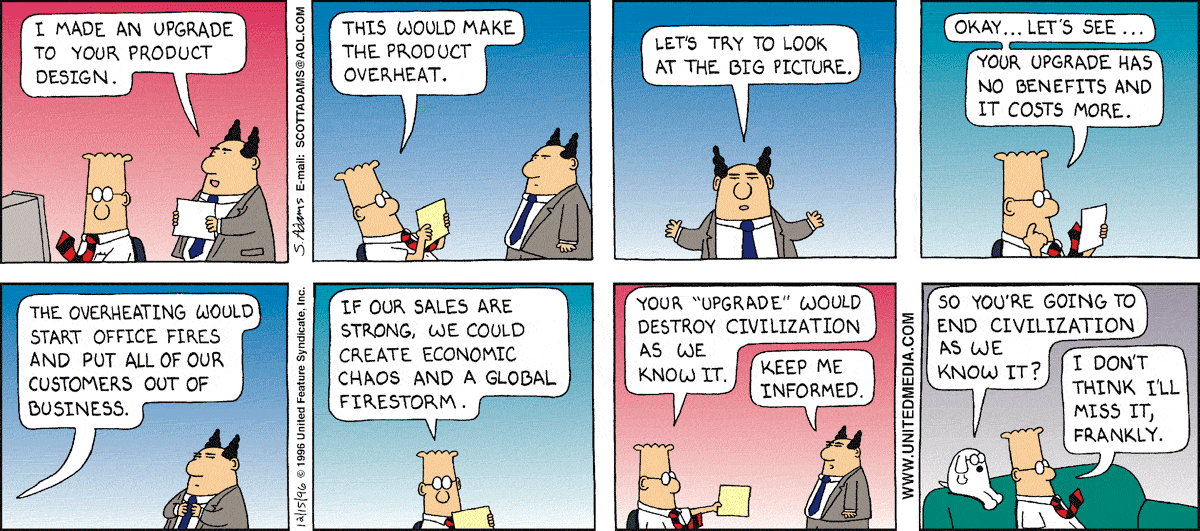 I MADE AN UPGRADE
TO YOUR PRODUCT
DESIGN.
S. Adams E-mail: SCOTTADAMS@AOL.COM
THIS WOULD MAKE
THE PRODUCT
OVERHEAT.
LET'S TRY TO LOOK
AT THE BIG PICTURE.
OKAY... LET'S SEE...
YOUR UPGRADE HAS
NO BENEFITS AND
IT COSTS MORE.
THE OVERHEATING WOULD
START OFFICE FIRES
AND PUT ALL OF OUR
CUSTOMERS OUT OF
BUSINESS.
12/15/96 © 1996 United Feature Syndicate, Inc.
IF OUR SALES ARE
STRONG, WE COULD
CREATE ECONOMIC
CHAOS AND A GLOBAL
FIRESTORM.
YOUR "UPGRADE" WOULD
DESTROY CIVILIZATION
AS WE
KNOW IT.
KEEP ME
INFORMED.
WWW.UNITEDMEDIA.COM
SO YOU'RE GOING TO
END CIVILIZATION
AS WE
KNOW IT?
I DON'T
THINK I'LL
MISS IT,
FRANKLY.